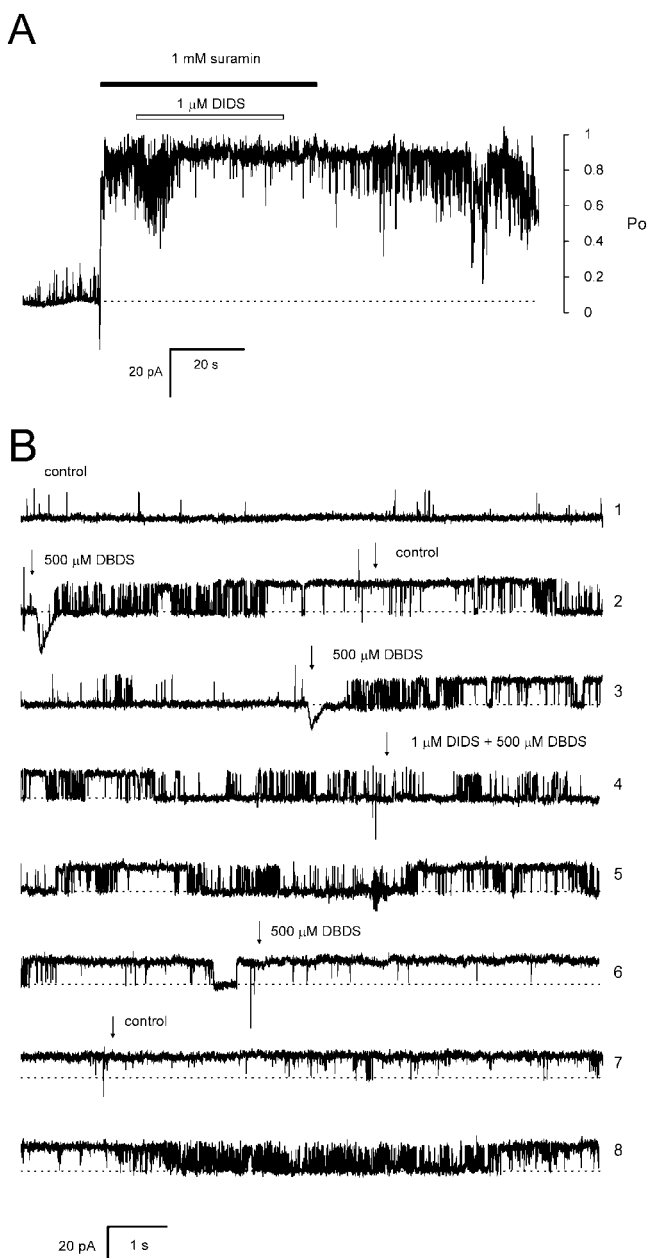 A
1 mM suramin
1 μM DIDS
1
0.8
0.6
Po
0.4
0.2
0
20 pA
20 s
B
control
1
500 μM DBDS
control
2
500 μM DBDS
3
1 μM DIDS + 500 μM DBDS
4
5
500 μM DBDS
6
control
7
8
20 pA
1 s